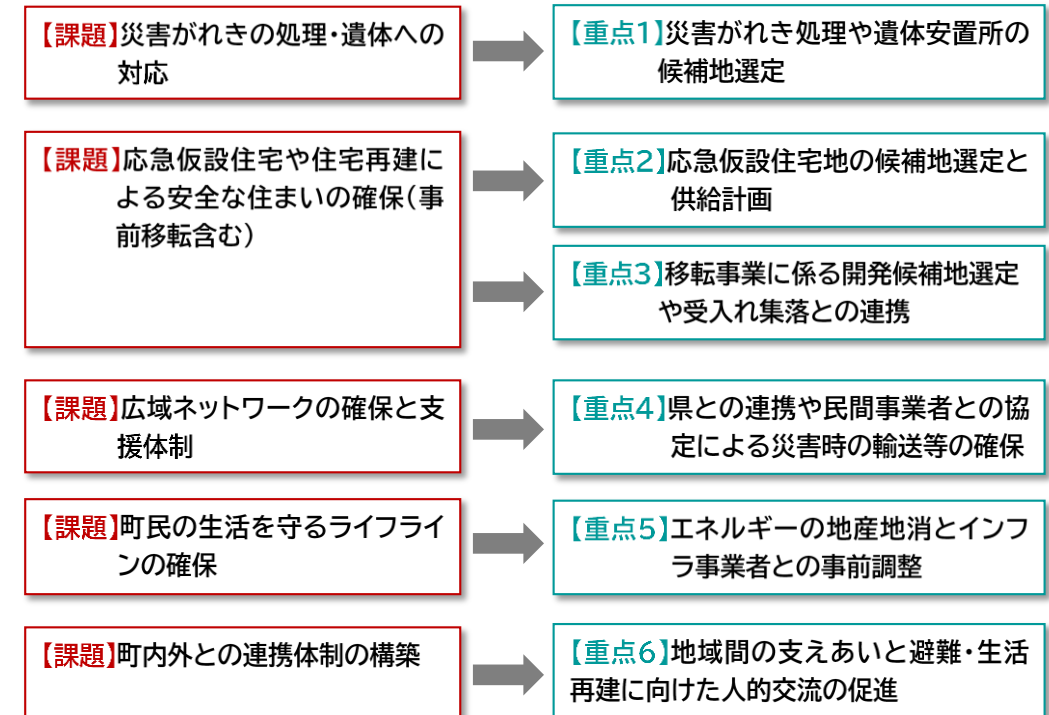 【課題】災害がれきの処理・遺体への
対応
【重点1】災害がれき処理や遺体安置所の
候補地選定
【課題】応急仮設住宅や住宅再建に
よる安全な住まいの確保(事
前移転含む)
【重点2】応急仮設住宅地の候補地選定と
供給計画
【重点3】移転事業に係る開発候補地選定
や受入れ集落との連携
【課題】広域ネットワークの確保と支
援体制
【重点4】県との連携や民間事業者との協
定による災害時の輸送等の確保
【課題】町民の生活を守るライフライ
ンの確保
【重点5】エネルギーの地産地消とインフ
ラ事業者との事前調整
【課題】町内外との連携体制の構築
【重点6】地域間の支えあいと避難・生活
再建に向けた人的交流の促進